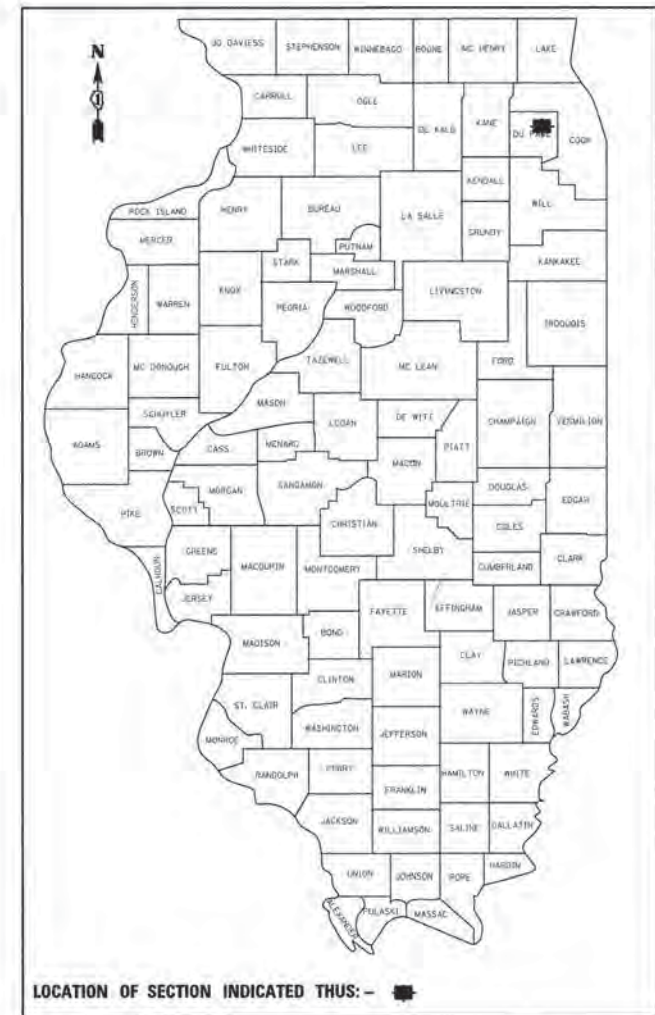 JO DAVIESS STEPHENSON WINNEBAGO BOONE MC HENRY LAKE
N
CARROLL OGLE
DE KALB KANE DU PAGE COOK
WHITESIDE LEE
KENDALL
ROCK ISLAND HENRY BUREAU LA SALLE WILL
GRUNDY
MERCER PUTNAM
STARK MARSHALL KANKAKEE
HENDERSON WARREN KNOX PEORIA WOODFORD LIVINGSTON
IROQUOIS
HANCOCK MC DONOUGH FULTON TAZEWELL MC LEAN FORD
MASON
SCHUYLER LOGAN DE WITT CHAMPAIGN VERMILION
ADAMS BROWN CASS MENARD PIATT
MACON
MORGAN SANGAMON DOUGLAS
PIKE SCOTT CHRISTIAN MOULTRIE EDGAR
COLES
GREENE SHELBY
CALHOUN MACOUPIN MONTGOMERY CUMBERLAND CLARK
JERSEY
FAYETTE EFFINGHAM JASPER CRAWFORD
MADISON BOND
CLAY RICHLAND LAWRENCE
CLINTON MARION
ST. CLAIR WAYNE EDWARDS WABASH
WASHINGTON JEFFERSON
MONROE
RANDOLPH PERRY HAMILTON WHITE
FRANKLIN
JACKSON WILLIAMSON SALINE GALLATIN
UNION JOHNSON POPE HARDIN
ALEXANDER PULASKI MASSAC
LOCATION OF SECTION INDICATED THUS: -